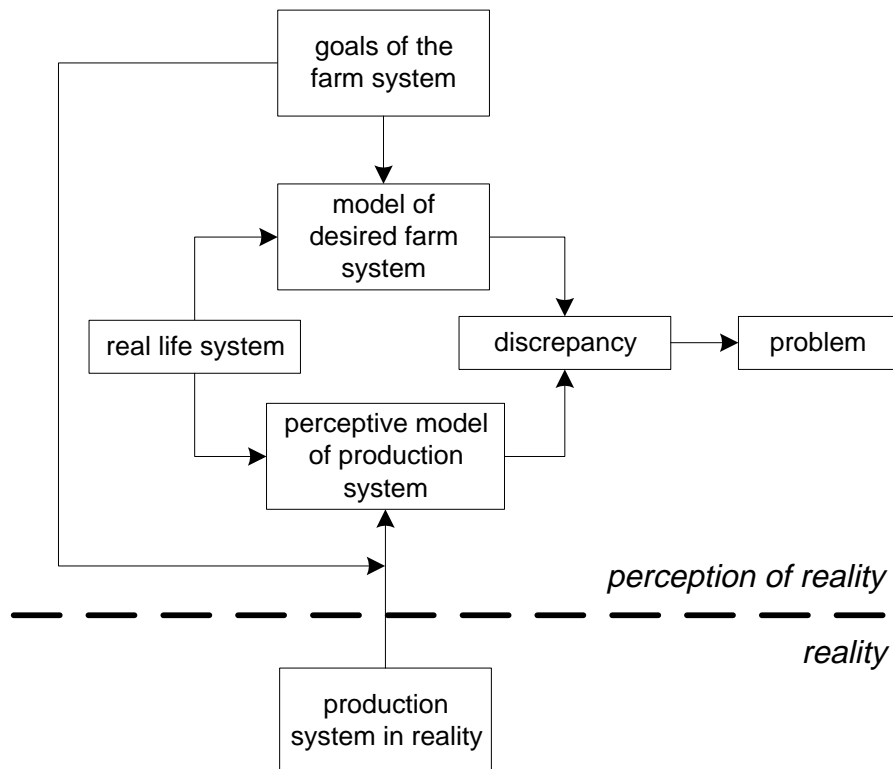 goals of the
farm system
model of
desired farm
system
real life system
discrepancy
problem
perceptive model
of production
system
perception of reality
reality
production
system in reality